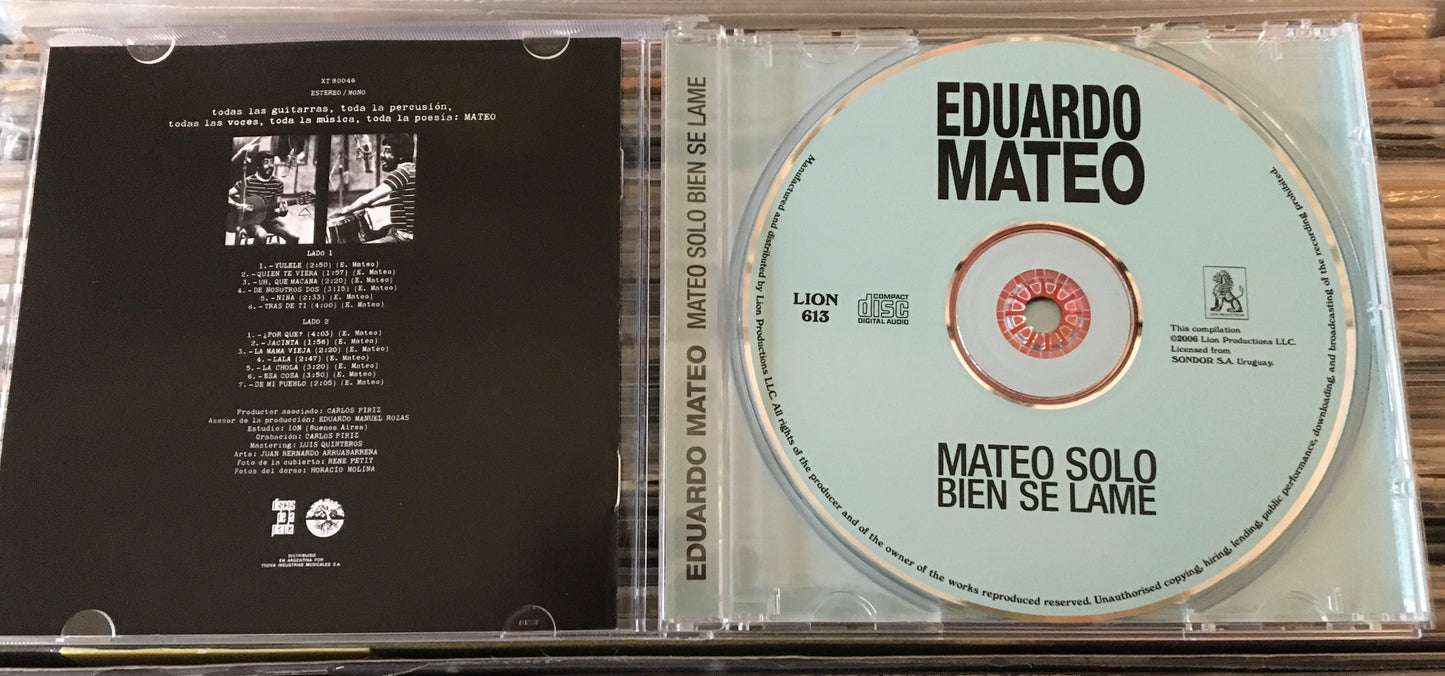 XT 80046
ESTEREO/MONO
todas las guitarras, toda la percusión,
todas las voces, toda la música, toda la poesía: MATEO
LADO 1
1.-YULELE (2:50) (E. Mateo)
2.-QUIEN TE VIERA (1:57) (E. Mateo)
3.-UH, QUE MACANA (2:20) (E. Mateo)
4.-DE NOSOTROS DOS (3:15) (E. Mateo)
5.-NIÑA (2:33) (E. Mateo)
6.-TRAS DE TI (4:00) (E. Mateo)
LADO 2
1.-¿POR QUE? (4:03) (E. Mateo)
2.-JACINTA (1:56) (E. Mateo)
3.-LA MAMA VIEJA (2:20) (E. Mateo)
4.-LALA (2:47) (E. Mateo)
5.-LA CHOLA (3:20) (E. Mateo)
6.-ESA COSA (3:50) (E. Mateo)
7.-DE MI PUEBLO (2:05) (E. Mateo)
Productor asociado: CARLOS PIRIZ
Asesor de la producción: EDUARDO MANUEL ROZAS
Estudio: ION (Buenos Aires)
Grabación: CARLOS PIRIZ
Mastering: LUIS QUINTEROS
Arte: JUAN BERNARDO ARRUABARRENA
Foto de la cubierta: RENE PETIT
Fotos del dorso: HORACIO MOLINA
discos
de la
planta
DISTRIBUIDO
EN ARGENTINA POR
TROVA INDUSTRIAS MUSICALES S.A.
EDUARDO MATEO MATEO SOLO BIEN SE LAME
EDUARDO
MATEO
LION
613
COMPACT
disc
DIGITAL AUDIO
This compilation
©2006 Lion Productions LLC.
Licensed from
SONDOR S.A. Uruguay.
MATEO SOLO
BIEN SE LAME
Manufactured and distributed by Lion Productions LLC. All rights of the producer and of the owner of the works reproduced reserved. Unauthorised copying, hiring, lending, public performance, downloading, and broadcasting of the recording prohibited.